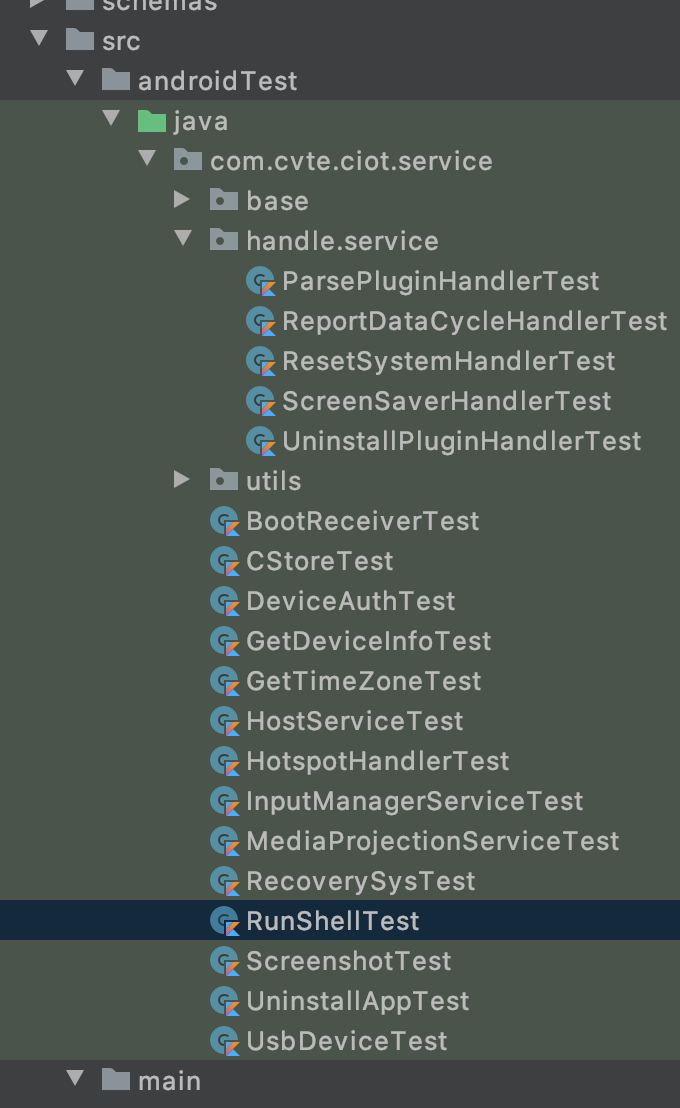 schemas
src
androidTest
java
com.cvte.ciot.service
base
handle.service
ParsePluginHandlerTest
ReportDataCycleHandlerTest
ResetSystemHandlerTest
ScreenSaverHandlerTest
UninstallPluginHandlerTest
utils
BootReceiverTest
CStoreTest
DeviceAuthTest
GetDeviceInfoTest
GetTimeZoneTest
HostServiceTest
HotspotHandlerTest
InputManagerServiceTest
MediaProjectionServiceTest
RecoverySysTest
RunShellTest
ScreenshotTest
UninstallAppTest
UsbDeviceTest
main